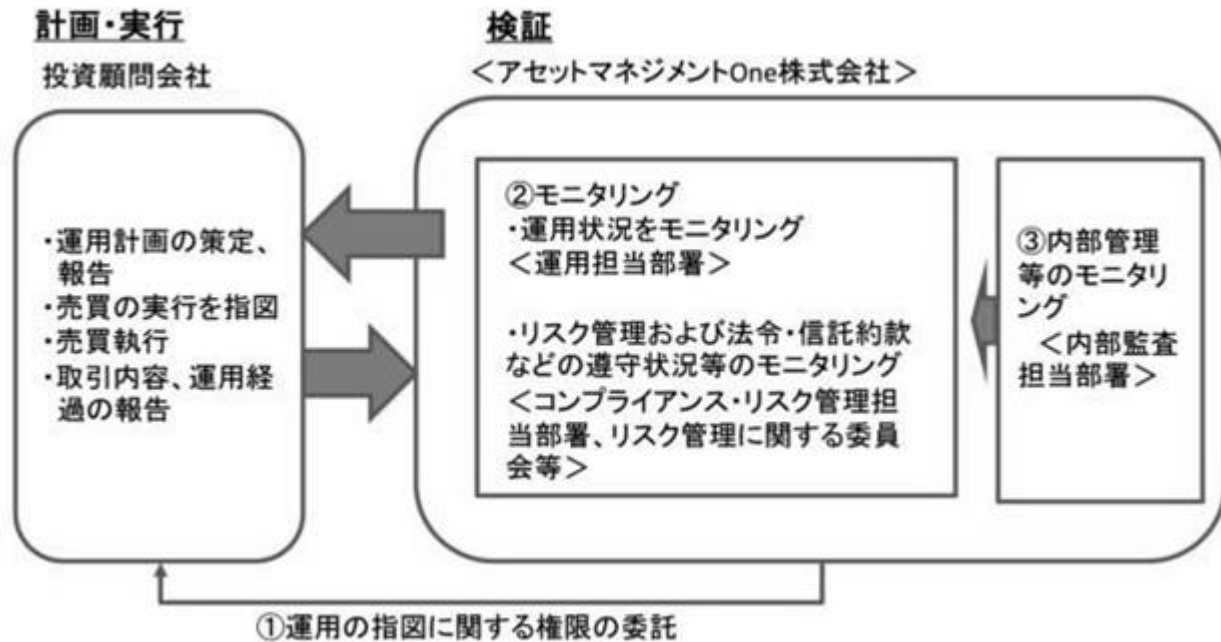 計画・実行
投資顧問会社
・運用計画の策定、
報告
・売買の実行を指図
・売買執行
・取引内容、運用経
過の報告
検証
＜アセットマネジメントOne株式会社＞
②モニタリング
・運用状況をモニタリング
＜運用担当部署＞
・リスク管理および法令・信託約款
などの遵守状況等のモニタリング
＜コンプライアンス・リスク管理担
当部署、リスク管理に関する委員
会等＞
③内部管理
等のモニタリ
ング
＜内部監査
担当部署＞
①運用の指図に関する権限の委託